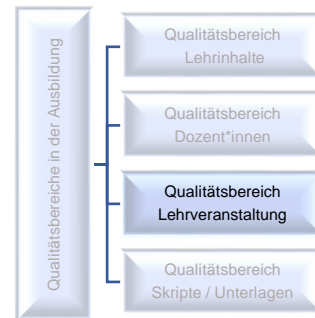 Qualitätsbereiche in der Ausbildung
Qualitätsbereich
Lehrinhalte
Qualitätsbereich
Dozent*innen
Qualitätsbereich
Lehrveranstaltung
Qualitätsbereich
Skripte / Unterlagen